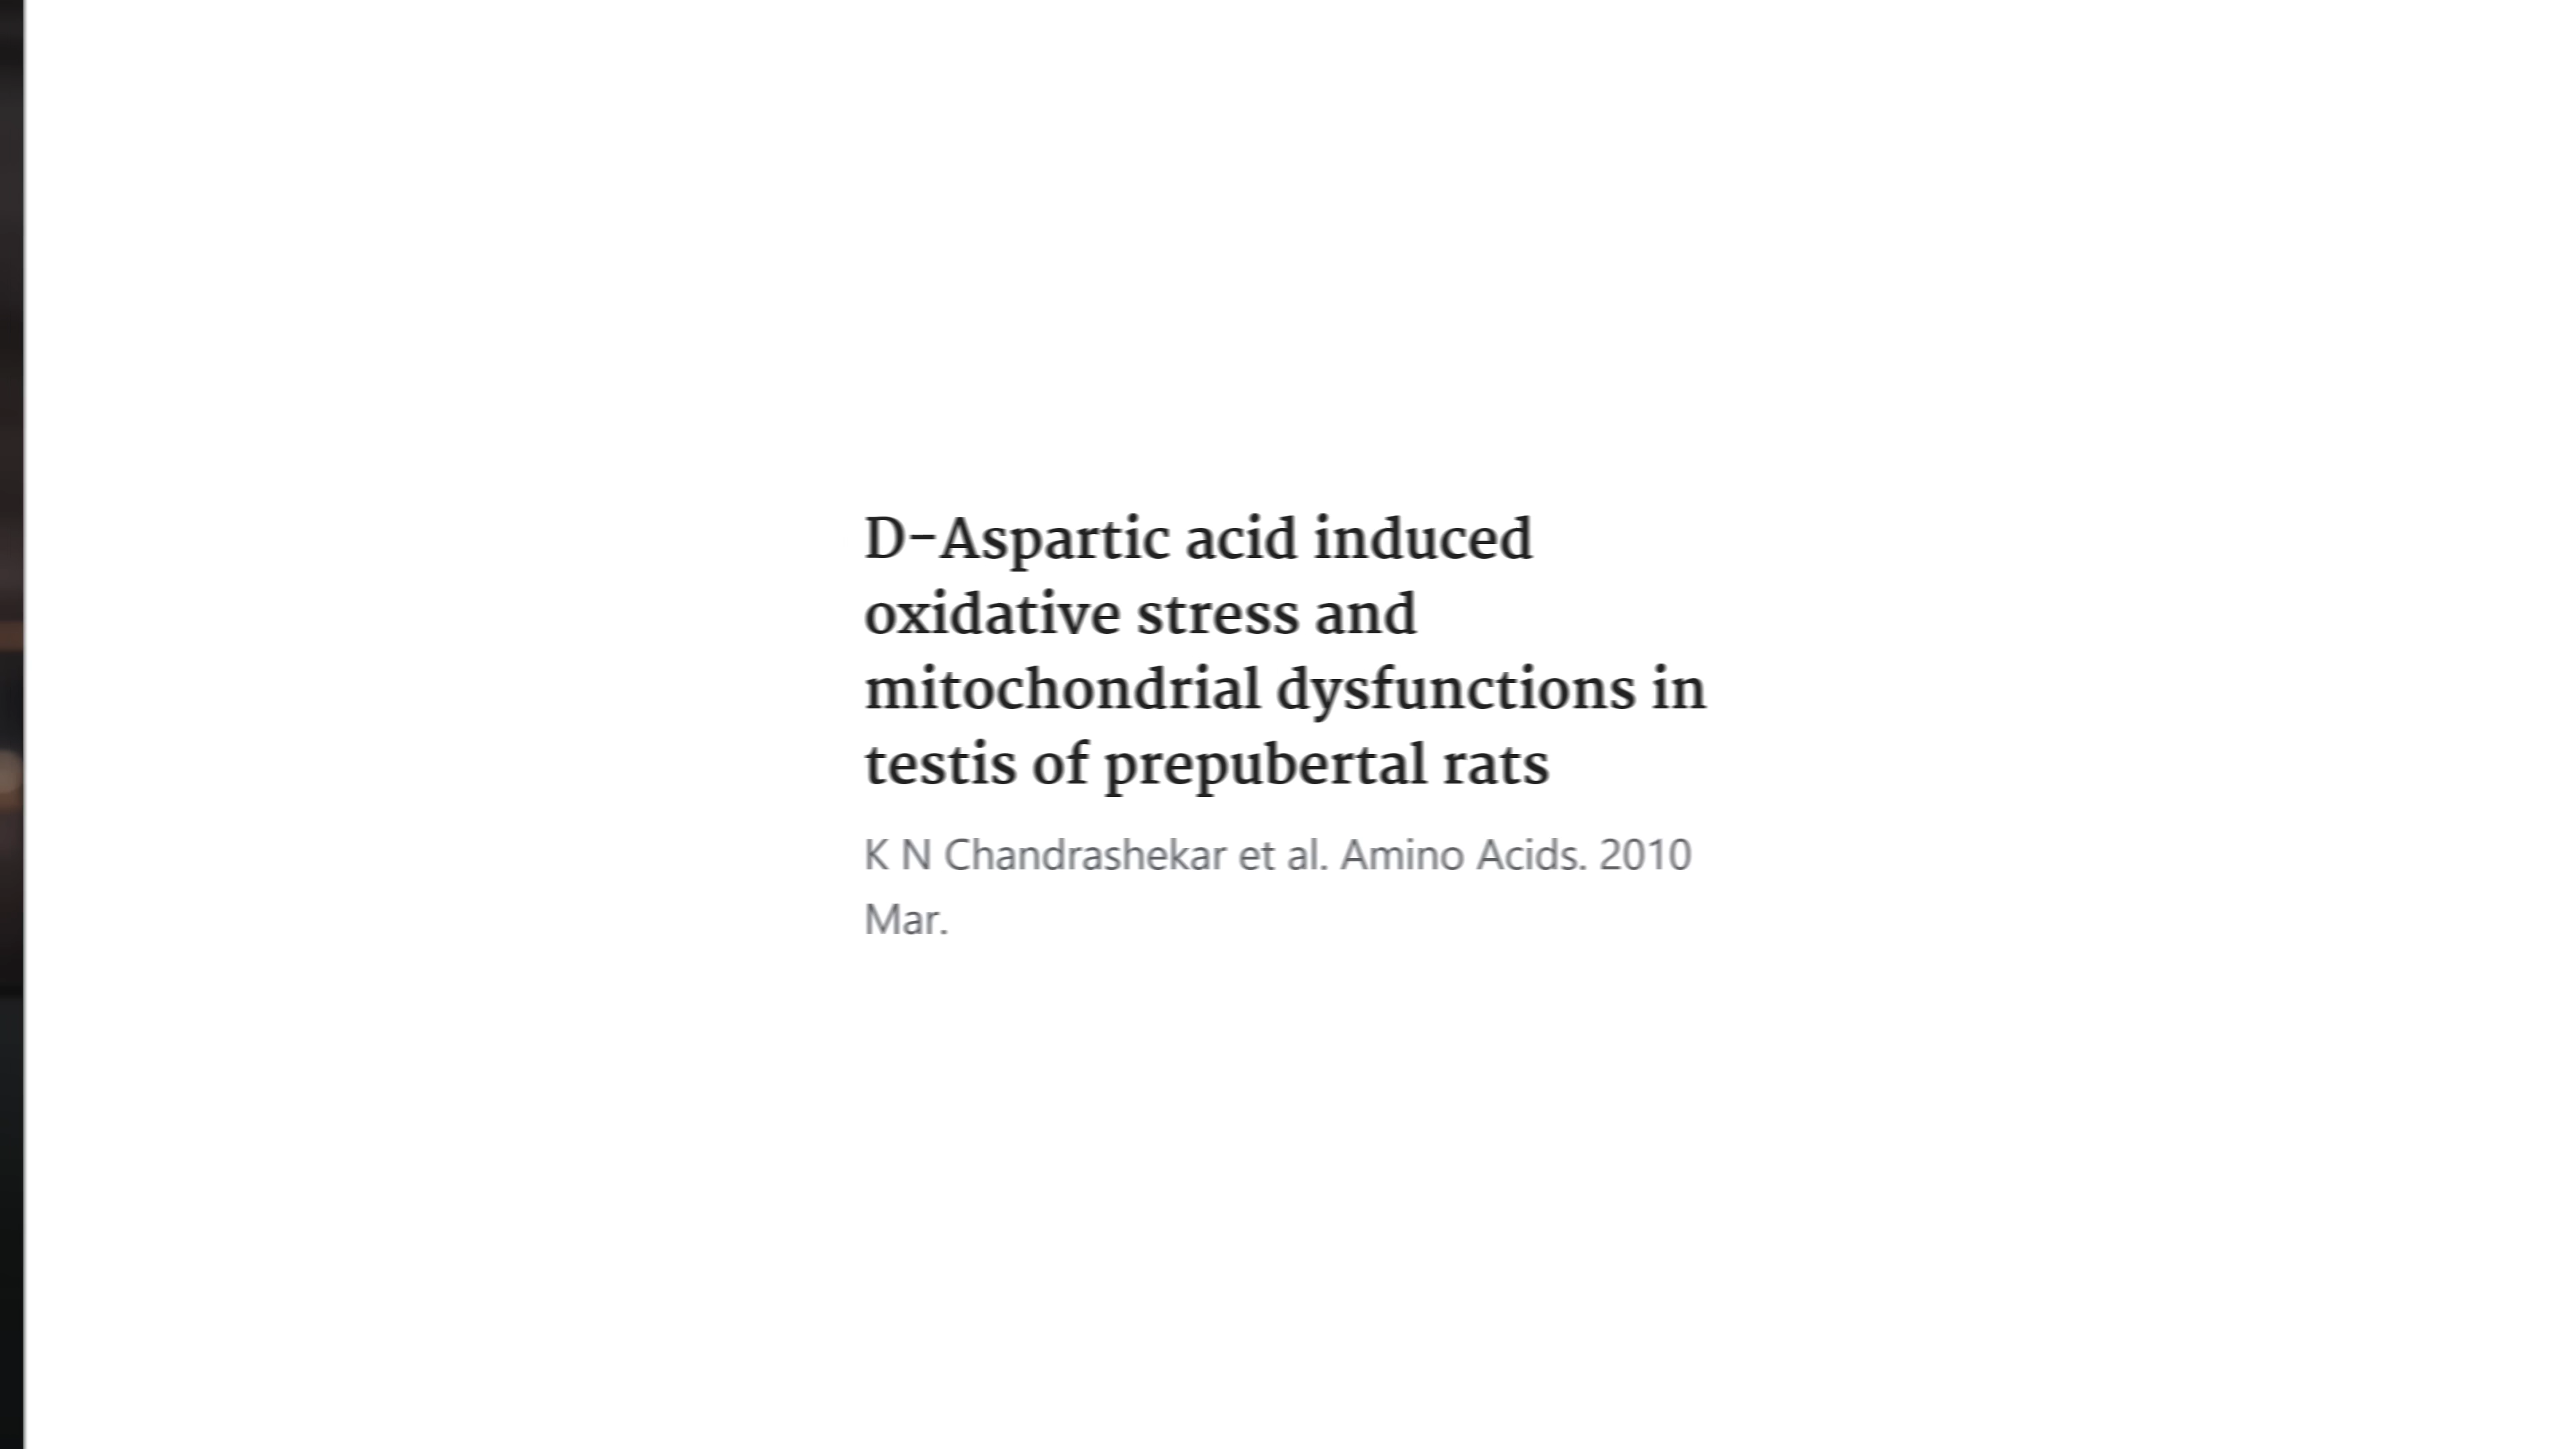 D-Aspartic acid induced
oxidative stress and
mitochondrial dysfunctions in
testis of prepubertal rats
K N Chandrashekar et al. Amino Acids. 2010
Mar.